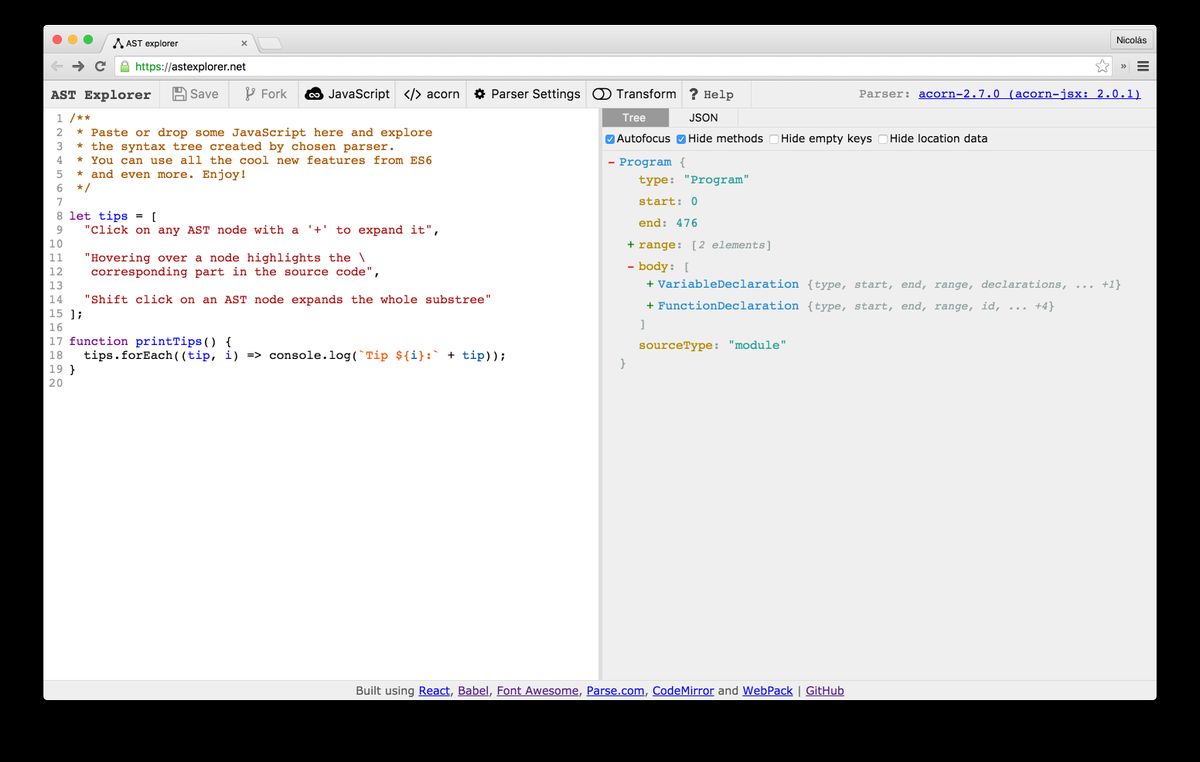 AST explorer
Nicolás
https://astexplorer.net
AST Explorer Save Fork JavaScript </> acorn Parser Settings Transform ? Help Parser: acorn-2.7.0 (acorn-jsx: 2.0.1)
1 /**
2  * Paste or drop some JavaScript here and explore
3  * the syntax tree created by chosen parser.
4  * You can use all the cool new features from ES6
5  * and even more. Enjoy!
6  */
7
8 let tips = [
9   "Click on any AST node with a '+' to expand it",
10
11   "Hovering over a node highlights the \
12    corresponding part in the source code",
13
14   "Shift click on an AST node expands the whole substree"
15 ];
16
17 function printTips() {
18   tips.forEach((tip, i) => console.log(`Tip ${i}:` + tip));
19 }
20
Tree JSON
Autofocus Hide methods Hide empty keys Hide location data
- Program {
type: "Program"
start: 0
end: 476
+ range: [2 elements]
- body: [
+ VariableDeclaration {type, start, end, range, declarations, ... +1}
+ FunctionDeclaration {type, start, end, range, id, ... +4}
]
sourceType: "module"
}
Built using React, Babel, Font Awesome, Parse.com, CodeMirror and WebPack | GitHub